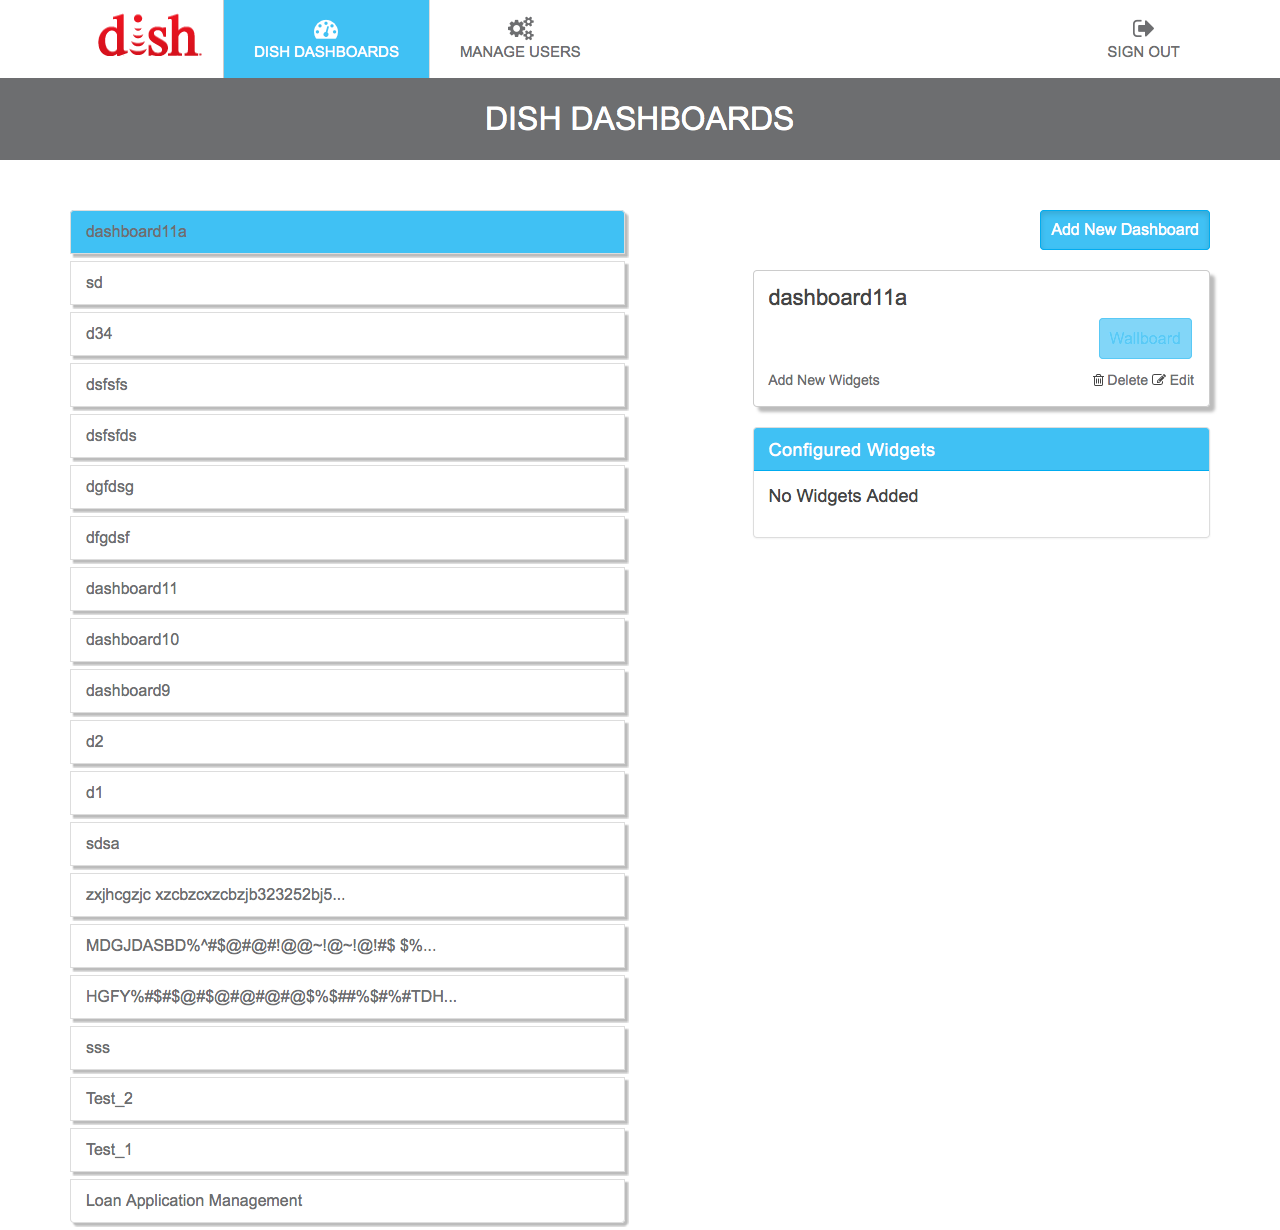 dish
DISH DASHBOARDS
MANAGE USERS
SIGN OUT
DISH DASHBOARDS
dashboard11a
sd
d34
dsfsfs
dsfsfds
dgfdsg
dfgdsf
dashboard11
dashboard10
dashboard9
d2
d1
sdsa
zxjhcgzjc xzcbzcxzcbzjb323252bj5...
MDGJDASBD%^#$@#@#!@@~!@~!@!#$ $%...
HGFY%#$#$@#$@#@#@#@$%$##%$#%#TDH...
sss
Test_2
Test_1
Loan Application Management
Add New Dashboard
dashboard11a
Wallboard
Add New Widgets
Delete Edit
Configured Widgets
No Widgets Added